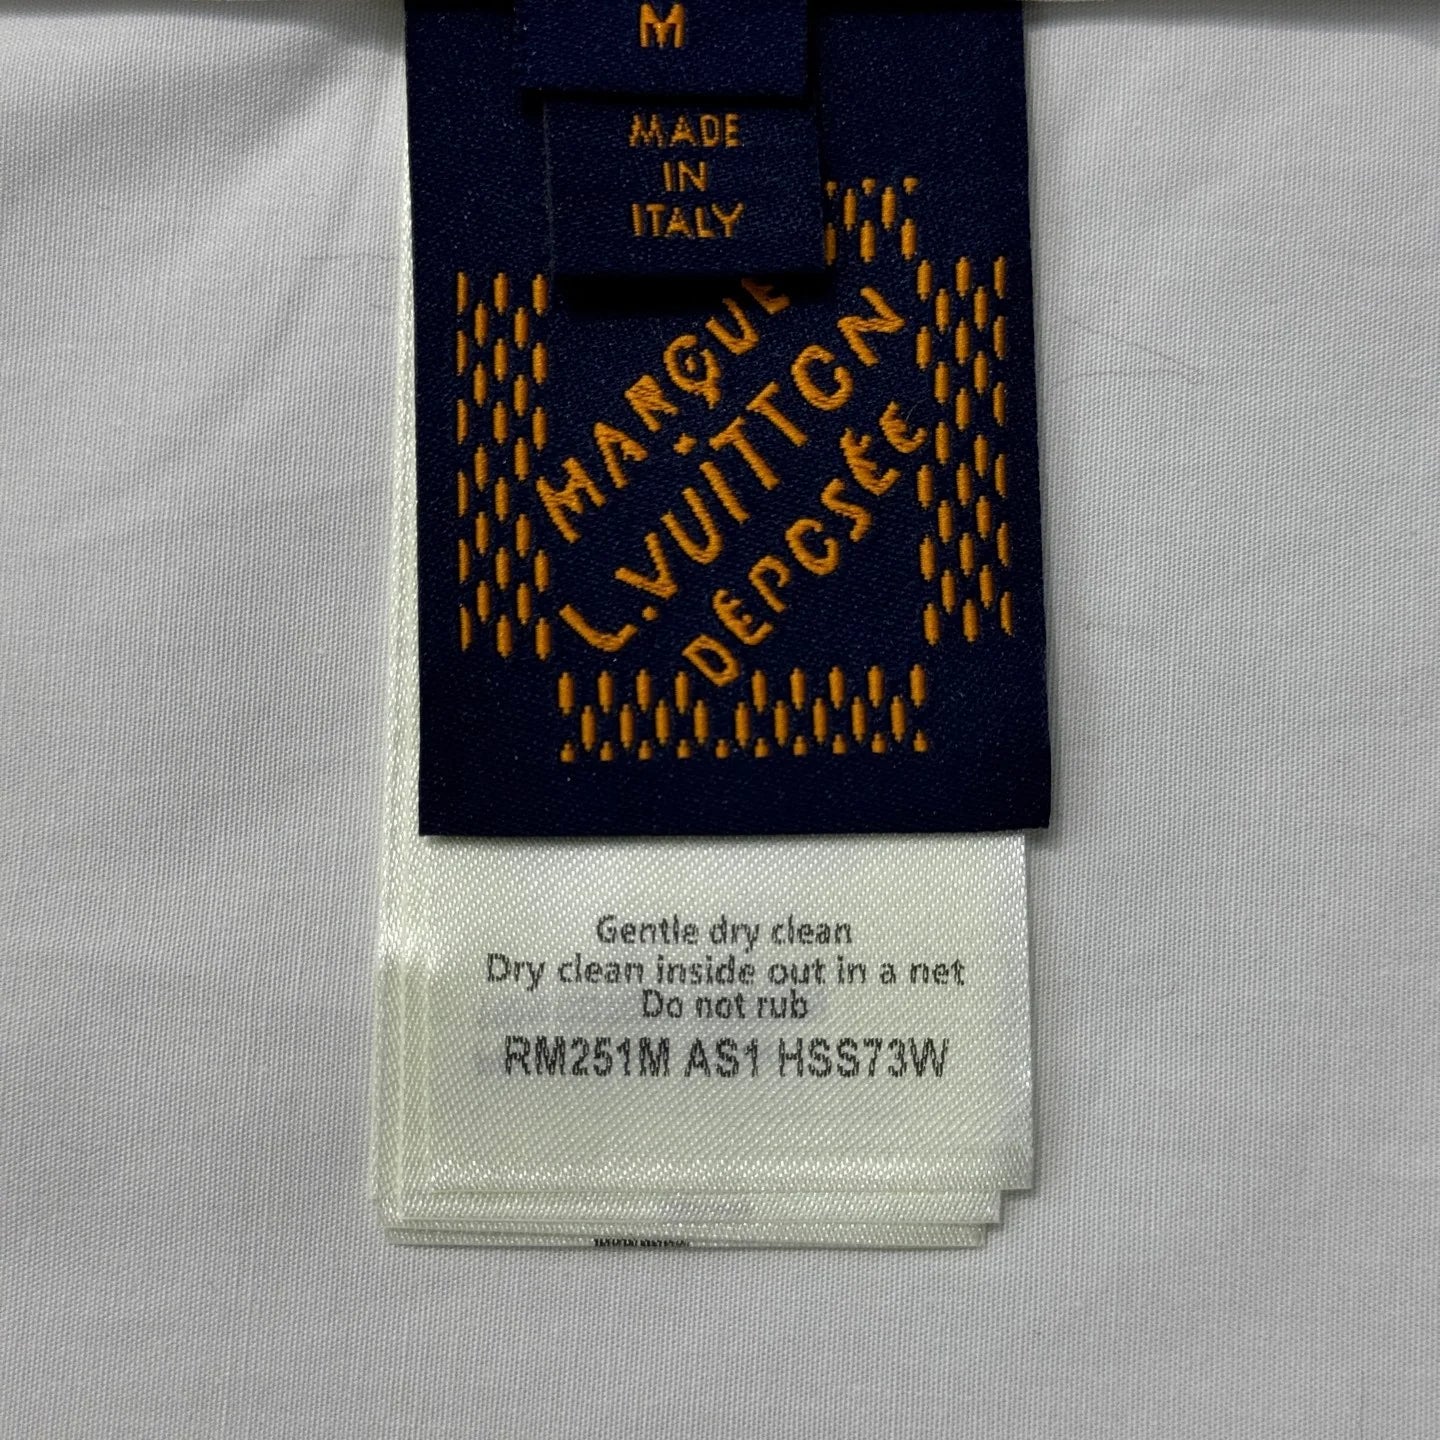 M
MADE
IN
ITALY
MARQUE
L.VUITTON
DÉPOSÉE
Gentle dry clean
Dry clean inside out in a net
Do not rub
RM251M AS1 HSS73W